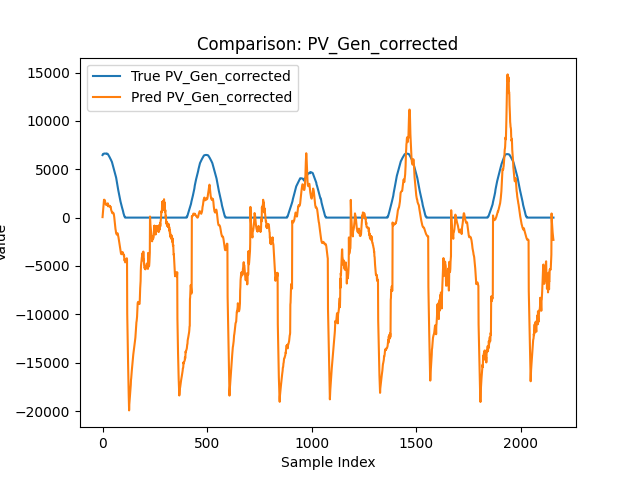 Comparison: PV_Gen_corrected
True PV_Gen_corrected
Pred PV_Gen_corrected
15000
10000
5000
0
−5000
−10000
−15000
−20000
Value
0 500 1000 1500 2000
Sample Index